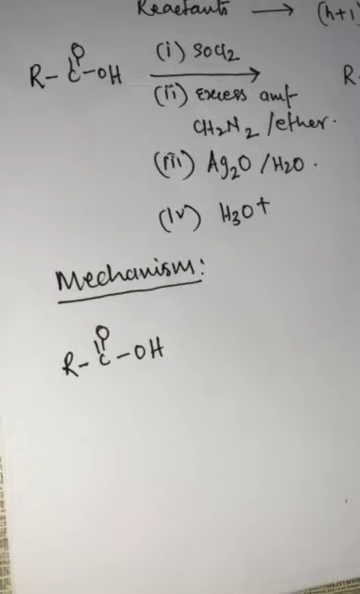 Reactants → (n+1)
O
R-C-OH (i) SOCl2 R-
(ii) excess amt
CH2N2/ether.
(iii) Ag2O/H2O.
(iv) H3O+
Mechanism:
O
R-C-OH